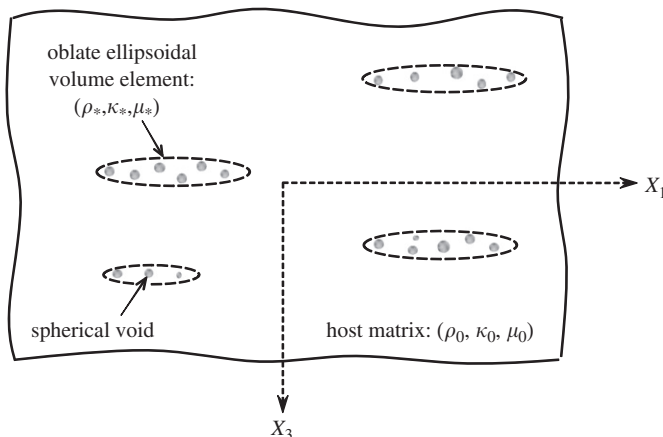 oblate ellipsoidal
volume element:
(ρ*,κ*,μ*)
X1
spherical void
host matrix: (ρ0, κ0, μ0)
X3